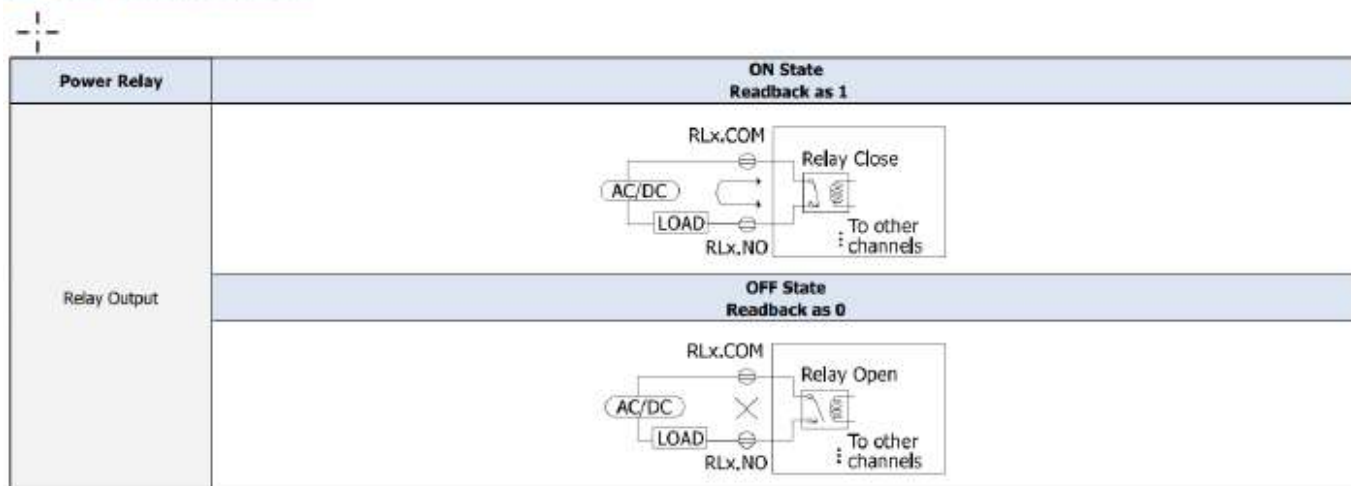 Power Relay
ON State
Readback as 1
RLx.COM
Relay Close
AC/DC
LOAD
To other
channels
RLx.NO
Relay Output
OFF State
Readback as 0
RLx.COM
Relay Open
AC/DC
LOAD
To other
channels
RLx.NO